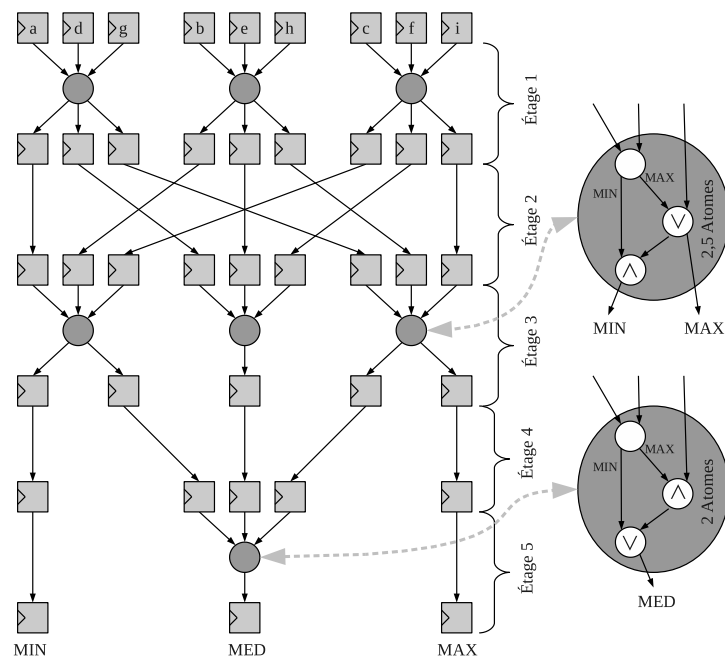 a d g b e h c f i
Étage 1
Étage 2
Étage 3
Étage 4
Étage 5
MIN
MAX
∨
∧
2,5 Atomes
MIN MAX
MIN
MAX
∧
∨
2 Atomes
MED
MIN MED MAX